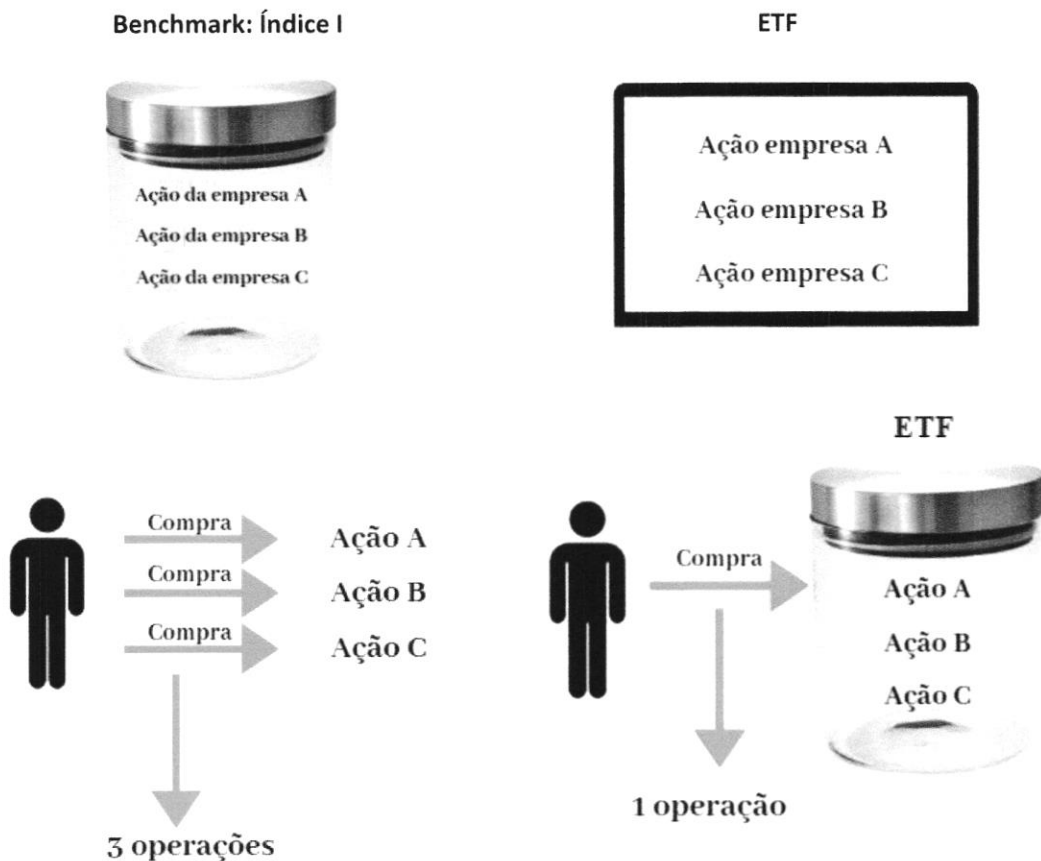 Benchmark: Índice I
ETF
Ação da empresa A
Ação da empresa B
Ação da empresa C
Ação empresa A
Ação empresa B
Ação empresa C
Compra
Ação A
Compra
Ação B
Compra
Ação C
3 operações
ETF
Compra
Ação A
Ação B
Ação C
1 operação